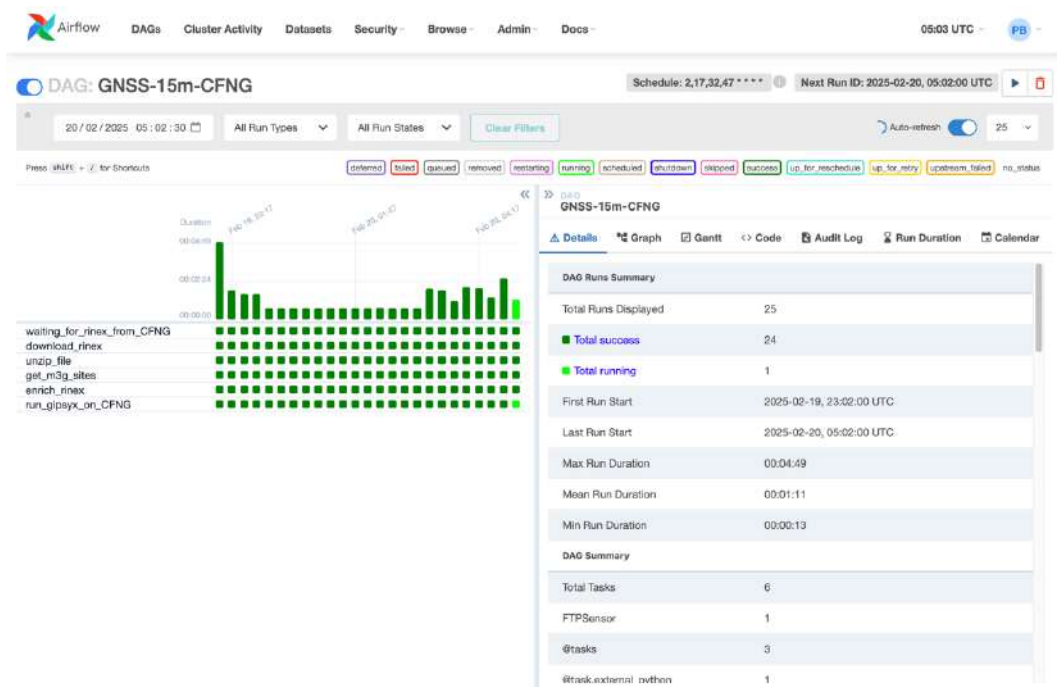 Airflow DAGs Cluster Activity Datasets Security Browse Admin Docs 05:03 UTC PB
DAG: GNSS-15m-CFNG Schedule: 2,17,32,47 * * * * Next Run ID: 2025-02-20, 05:02:00 UTC
20/02/2025 05:02:30 All Run Types All Run States Clear Filters Auto-refresh 25
Press shift + / for Shortcuts deferred failed queued removed restarting running scheduled shutdown skipped success up_for_reschedule up_for_retry upstream_failed no_status
DAG
GNSS-15m-CFNG
Duration Feb 20, 01:47 Feb 20, 04:17
00:04:49
00:02:24
00:00:00
Details Graph Gantt <> Code Audit Log Run Duration Calendar
DAG Runs Summary
Total Runs Displayed 25
Total success 24
Total running 1
First Run Start 2025-02-19, 23:02:00 UTC
Last Run Start 2025-02-20, 05:02:00 UTC
Max Run Duration 00:04:49
Mean Run Duration 00:01:11
Min Run Duration 00:00:13
DAG Summary
Total Tasks 6
FTPSensor 1
@tasks 3
@task.external_python 1
waiting_for_rinex_from_CFNG
download_rinex
unzip_file
get_m3g_sites
enrich_rinex
run_gipsyx_on_CFNG